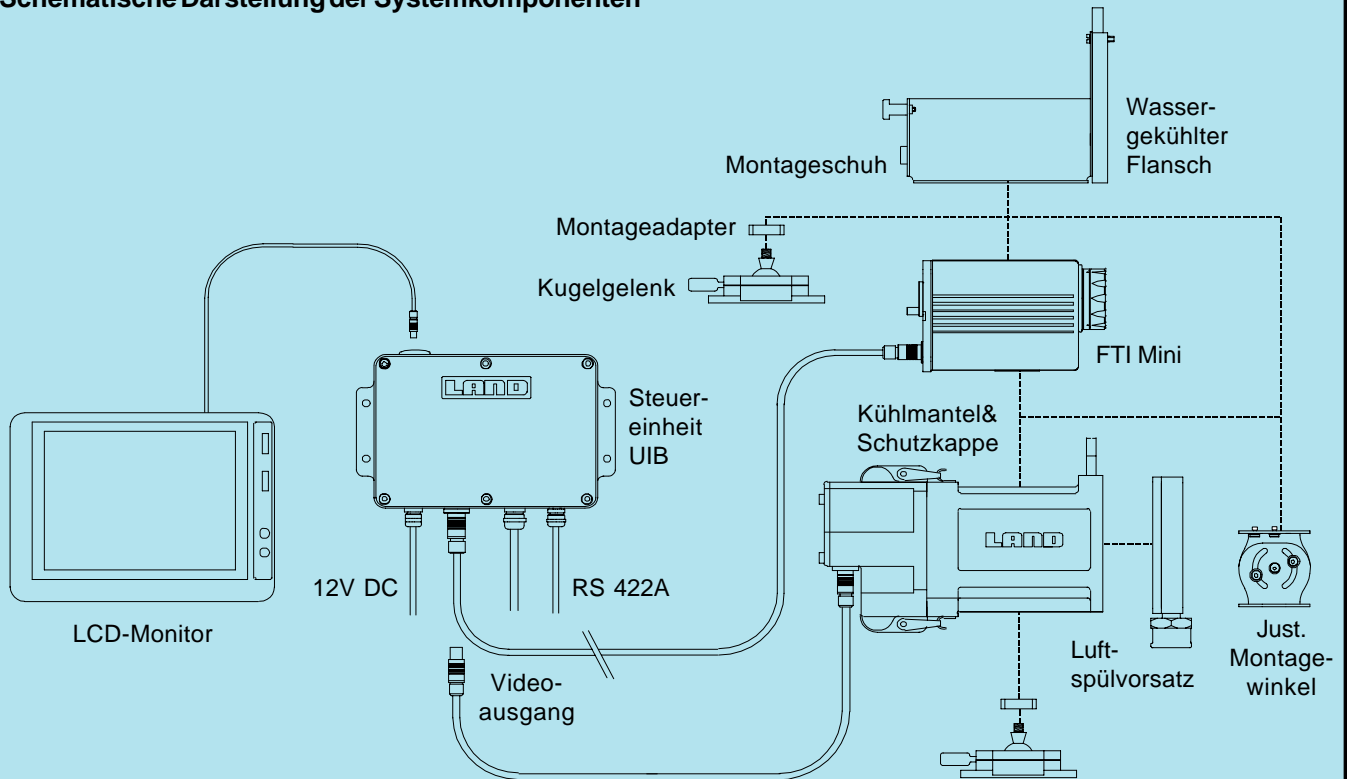 Schematische Darstellung der Systemkomponenten
Wasser-
gekühlter
Flansch
Montageschuh
Montageadapter
Kugelgelenk
FTI Mini
LAND
Steuer-
einheit
UIB
Kühlmantel&
Schutzkappe
LAND
12V DC
RS 422A
LCD-Monitor
Video-
ausgang
Luft-
spülvorsatz
Just.
Montage-
winkel